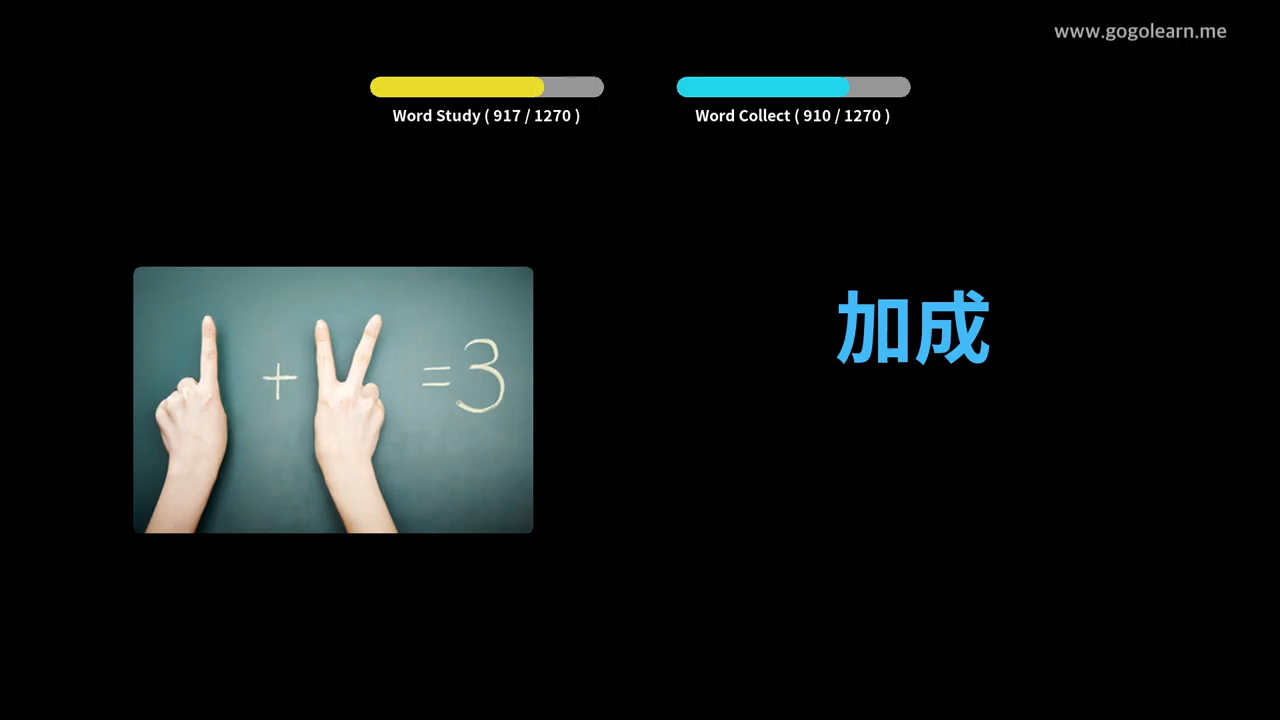 www.gogolearn.me
Word Study ( 917 / 1270 )
Word Collect ( 910 / 1270 )
加成
+ =3